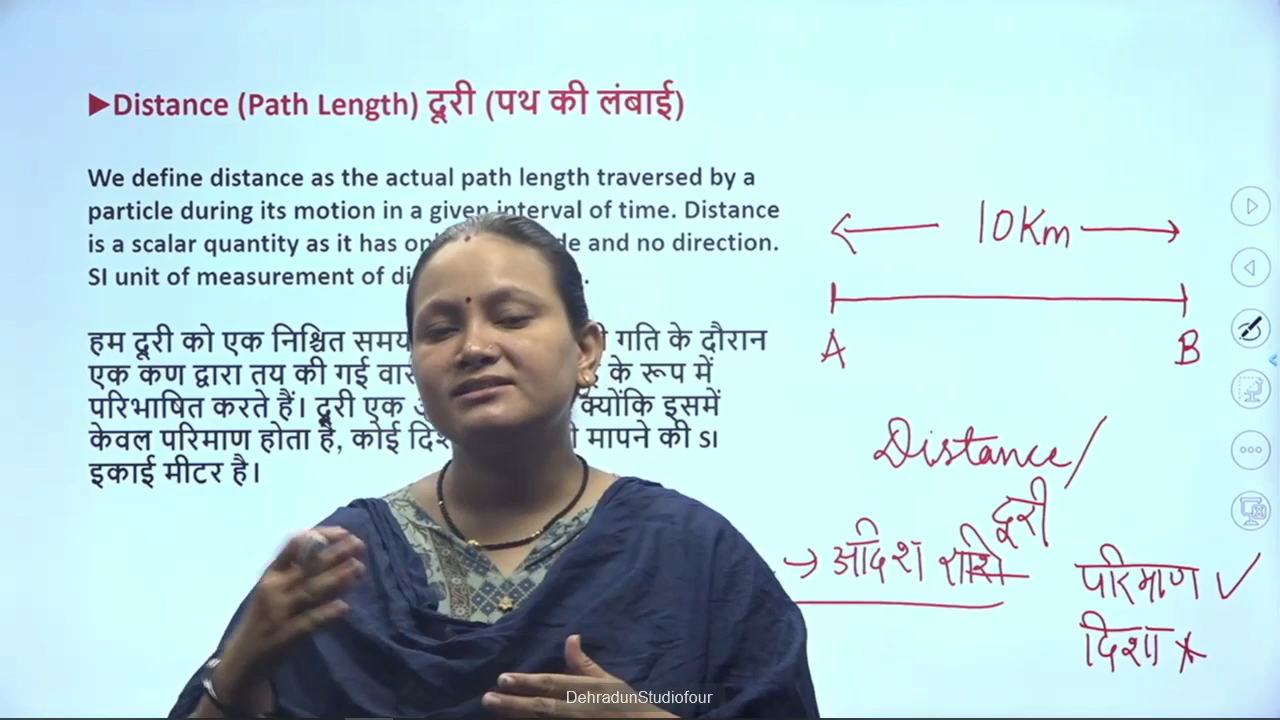 ▶Distance (Path Length) दूरी (पथ की लंबाई)
We define distance as the actual path length traversed by a
particle during its motion in a given interval of time. Distance
is a scalar quantity as it has and no direction.
SI unit of measurement of
हम दूरी को एक निश्चित समय गति के दौरान
एक कण द्वारा तय की गई के रूप में
परिभाषित करते हैं। दूरी एक क्योंकि इसमें
केवल परिमाण होता है, कोई मापने की SI
इकाई मीटर है।
10Km
A B
Distance/
दूरी
→ अदिश राशि
परिमाण ✓
दिशा ×
DehradunStudiofour